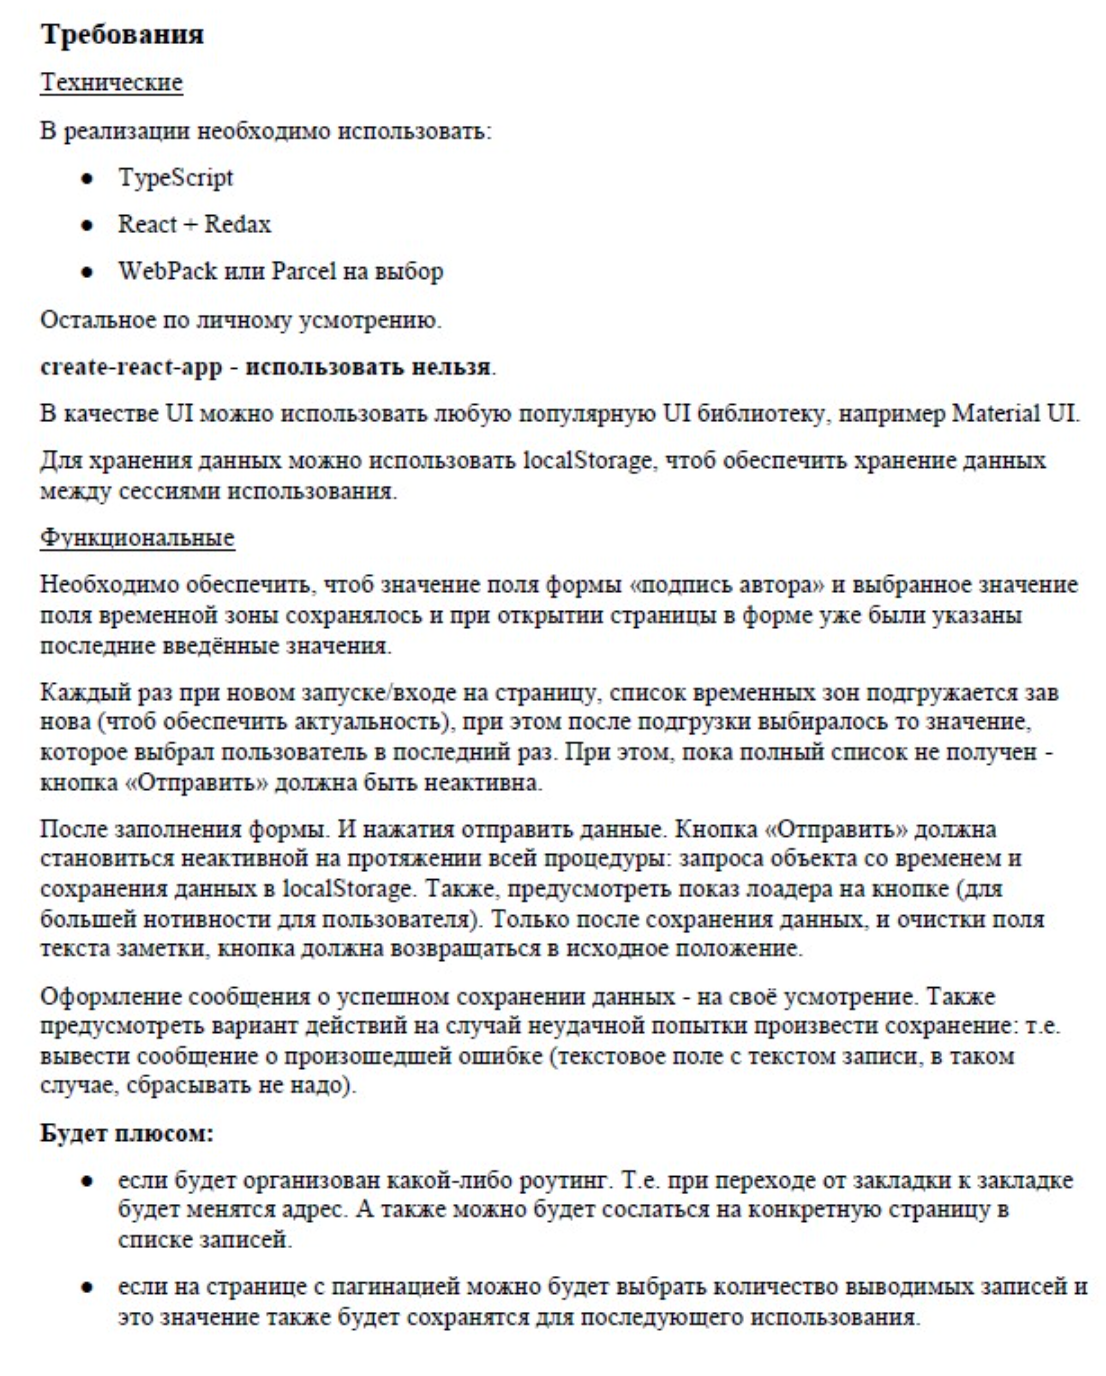 Требования
Технические
В реализации необходимо использовать:
● TypeScript
● React + Redax
● WebPack или Parcel на выбор
Остальное по личному усмотрению.
create-react-app - использовать нельзя.
В качестве UI можно использовать любую популярную UI библиотеку, например Material UI.
Для хранения данных можно использовать localStorage, чтоб обеспечить хранение данных
между сессиями использования.
Функциональные
Необходимо обеспечить, чтоб значение поля формы «подпись автора» и выбранное значение
поля временной зоны сохранялось и при открытии страницы в форме уже были указаны
последние введённые значения.
Каждый раз при новом запуске/входе на страницу, список временных зон подгружается зав
нова (чтоб обеспечить актуальность), при этом после подгрузки выбиралось то значение,
которое выбрал пользователь в последний раз. При этом, пока полный список не получен -
кнопка «Отправить» должна быть неактивна.
После заполнения формы. И нажатия отправить данные. Кнопка «Отправить» должна
становиться неактивной на протяжении всей процедуры: запроса объекта со временем и
сохранения данных в localStorage. Также, предусмотреть показ лоадера на кнопке (для
большей нотивности для пользователя). Только после сохранения данных, и очистки поля
текста заметки, кнопка должна возвращаться в исходное положение.
Оформление сообщения о успешном сохранении данных - на своё усмотрение. Также
предусмотреть вариант действий на случай неудачной попытки произвести сохранение: т.е.
вывести сообщение о произошедшей ошибке (текстовое поле с текстом записи, в таком
случае, сбрасывать не надо).
Будет плюсом:
● если будет организован какой-либо роутинг. Т.е. при переходе от закладки к закладке
будет менятся адрес. А также можно будет сослаться на конкретную страницу в
списке записей.
● если на странице с пагинацией можно будет выбрать количество выводимых записей и
это значение также будет сохранятся для последующего использования.